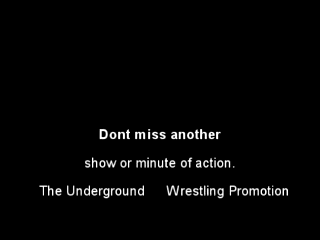 Dont miss another
show or minute of action.
The Underground Wrestling Promotion